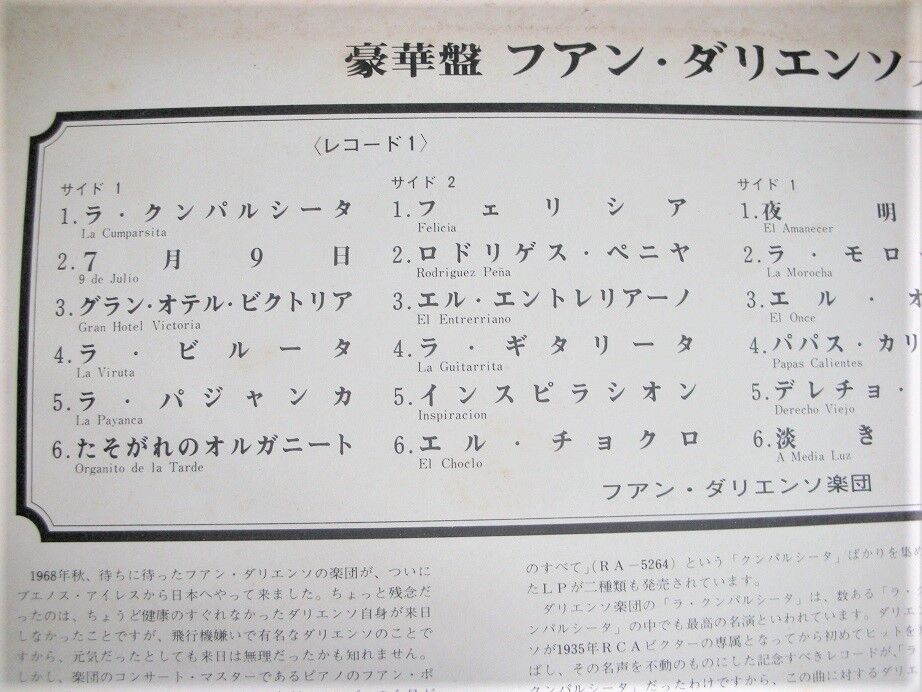 豪華盤 フアン・ダリエンソ
〈レコード1〉
サイド 1
1.ラ・クンパルシータ
La Cumparsita
2.7月9日
9 de Julio
3.グラン・オテル・ビクトリア
Gran Hotel Victoria
4.ラ・ビルータ
La Viruta
5.ラ・パジャンカ
La Payanca
6.たそがれのオルガニート
Organito de la Tarde
サイド 2
1.フェリシア
Felicia
2.ロドリゲス・ペニャ
Rodriguez Peña
3.エル・エントレリアーノ
El Entrerriano
4.ラ・ギタリータ
La Guitarrita
5.インスピラシオン
Inspiracion
6.エル・チョクロ
El Choclo
サイド 1
1.夜明
El Amanecer
2.ラ・モロ
La Morocha
3.エル・オ
El Once
4.パパス・カリ
Papas Calientes
5.デレチョ・
Derecho Viejo
6.淡き
A Media Luz
フアン・ダリエンソ楽団
1968年秋、待ちに待ったフアン・ダリエンソの楽団が、ついに
ブエノス・アイレスから日本へやって来ました。ちょっと残念だ
ったのは、ちょうど健康のすぐれなかったダリエンソ自身が来日
しなかったことですが、飛行機嫌いで有名なダリエンソのことで
すから、元気だったとしても来日は無理だったかも知れません。
しかし、楽団のコンサート・マスターであるピアノのフアン・ポ
のすべて」(RA-5264) という「クンパルシータ」ばかりを集め
たLPが二種類も発売されています。
ダリエンソ楽団の「ラ・クンパルシータ」は、数ある「ラ・
ンパルシータ」の中でも最高の名演といわれています。ダリエ
ソが1935年RCAビクターの専属となってから初めてヒットを
ばし、その名声を不動のものにした記念すべきレコードが、「ラ
クンパルシータ」だったわけですから、この曲に対するダリエン